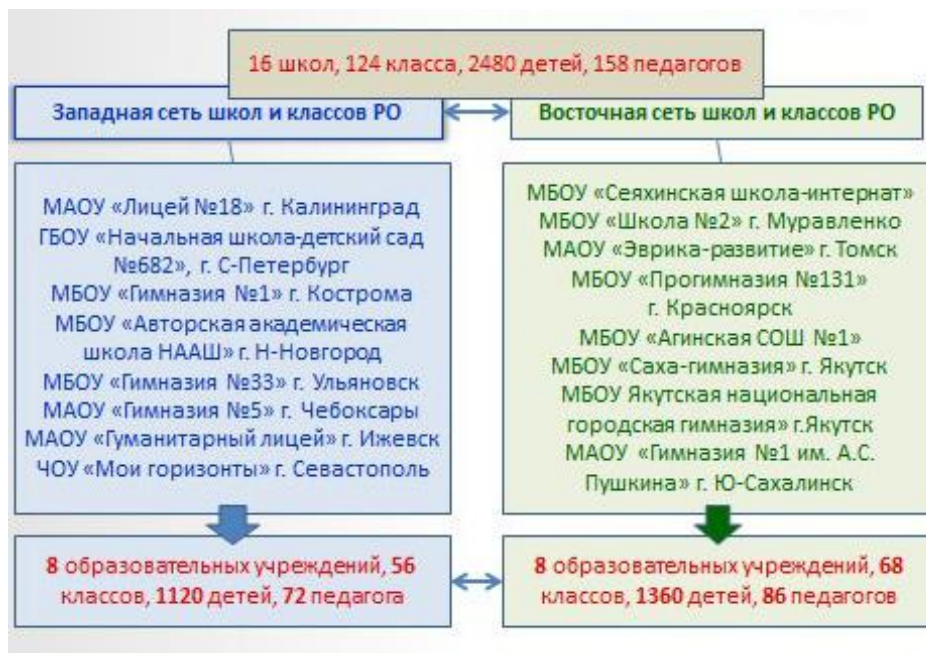 16 школ, 124 класса, 2480 детей, 158 педагогов
Западная сеть школ и классов РО
Восточная сеть школ и классов РО
МАОУ «Лицей №18» г. Калининград
ГБОУ «Начальная школа-детский сад
№682», г. С-Петербург
МБОУ «Гимназия №1» г. Кострома
МБОУ «Авторская академическая
школа НААШ» г. Н-Новгород
МБОУ «Гимназия №33» г. Ульяновск
МАОУ «Гимназия №5» г. Чебоксары
МАОУ «Гуманитарный лицей» г. Ижевск
ЧОУ «Мои горизонты» г. Севастополь
МБОУ «Сеяхинская школа-интернат»
МБОУ «Школа №2» г. Муравленко
МАОУ «Эврика-развитие» г. Томск
МБОУ «Прогимназия №131»
г. Красноярск
МБОУ «Агинская СОШ №1»
МБОУ «Саха-гимназия» г. Якутск
МБОУ Якутская национальная
городская гимназия» г.Якутск
МАОУ «Гимназия №1 им. А.С.
Пушкина» г. Ю-Сахалинск
8 образовательных учреждений, 56
классов, 1120 детей, 72 педагога
8 образовательных учреждений, 68
классов, 1360 детей, 86 педагогов